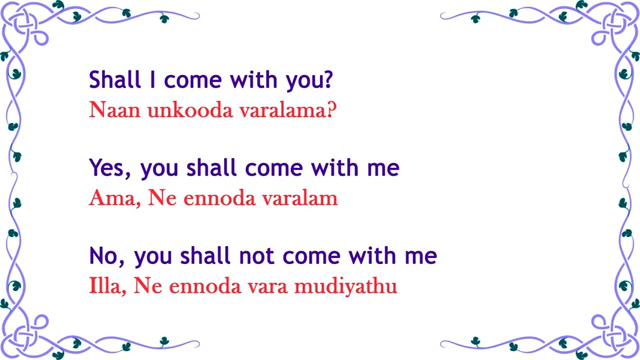 Shall I come with you?
Naan unkooda varalama?
Yes, you shall come with me
Ama, Ne ennoda varalam
No, you shall not come with me
Illa, Ne ennoda vara mudiyathu